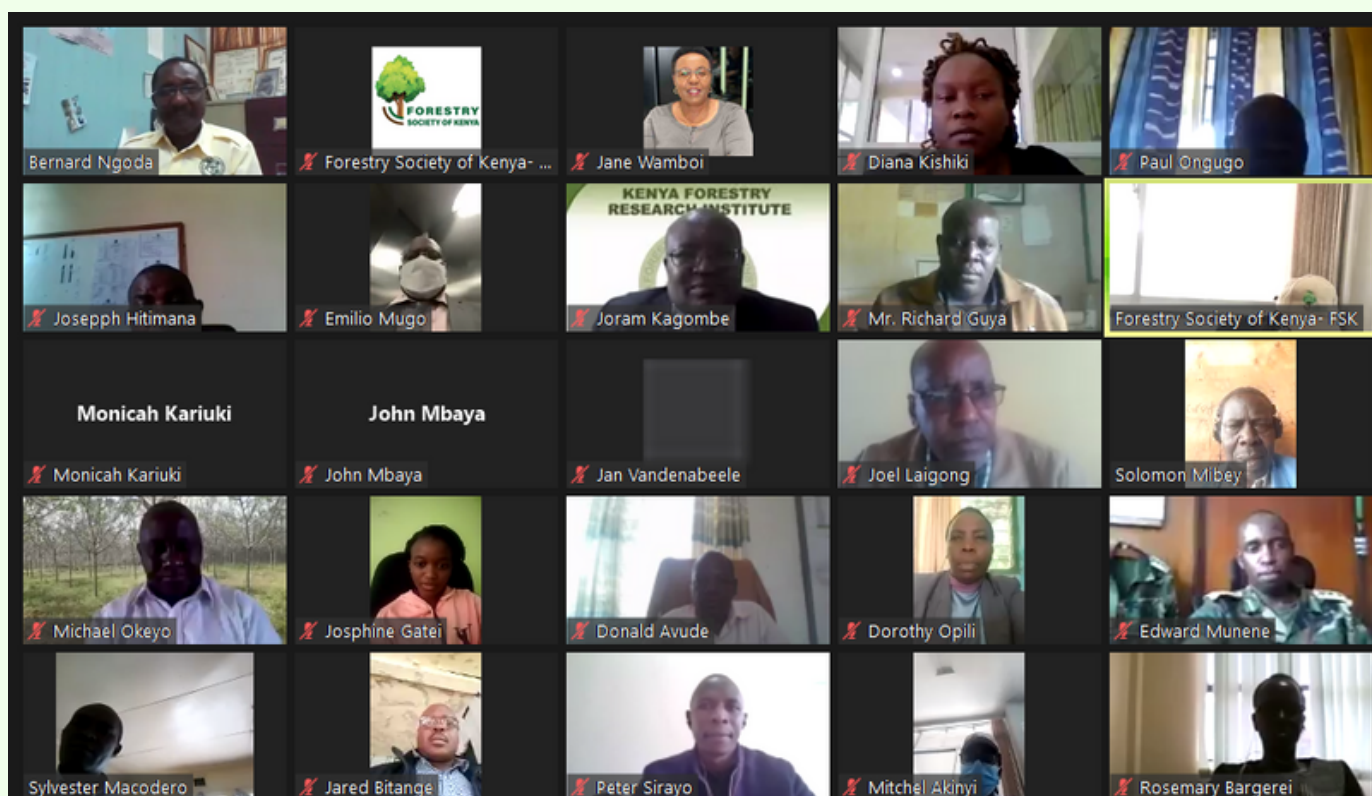 Bernard Ngoda
FORESTRY
SOCIETY OF KENYA
Forestry Society of Kenya- ...
Jane Wamboi
Diana Kishiki
Paul Ongugo
Josepph Hitimana
Emilio Mugo
KENYA FORESTRY
RESEARCH INSTITUTE
Joram Kagombe
Mr. Richard Guya
Forestry Society of Kenya- FSK
Monicah Kariuki
Monicah Kariuki
John Mbaya
John Mbaya
Jan Vandenabeele
Joel Laigong
Solomon Mibey
Michael Okeyo
Josphine Gatei
Donald Avude
Dorothy Opili
Edward Munene
Sylvester Macodero
Jared Bitange
Peter Sirayo
Mitchel Akinyi
Rosemary Bargerei